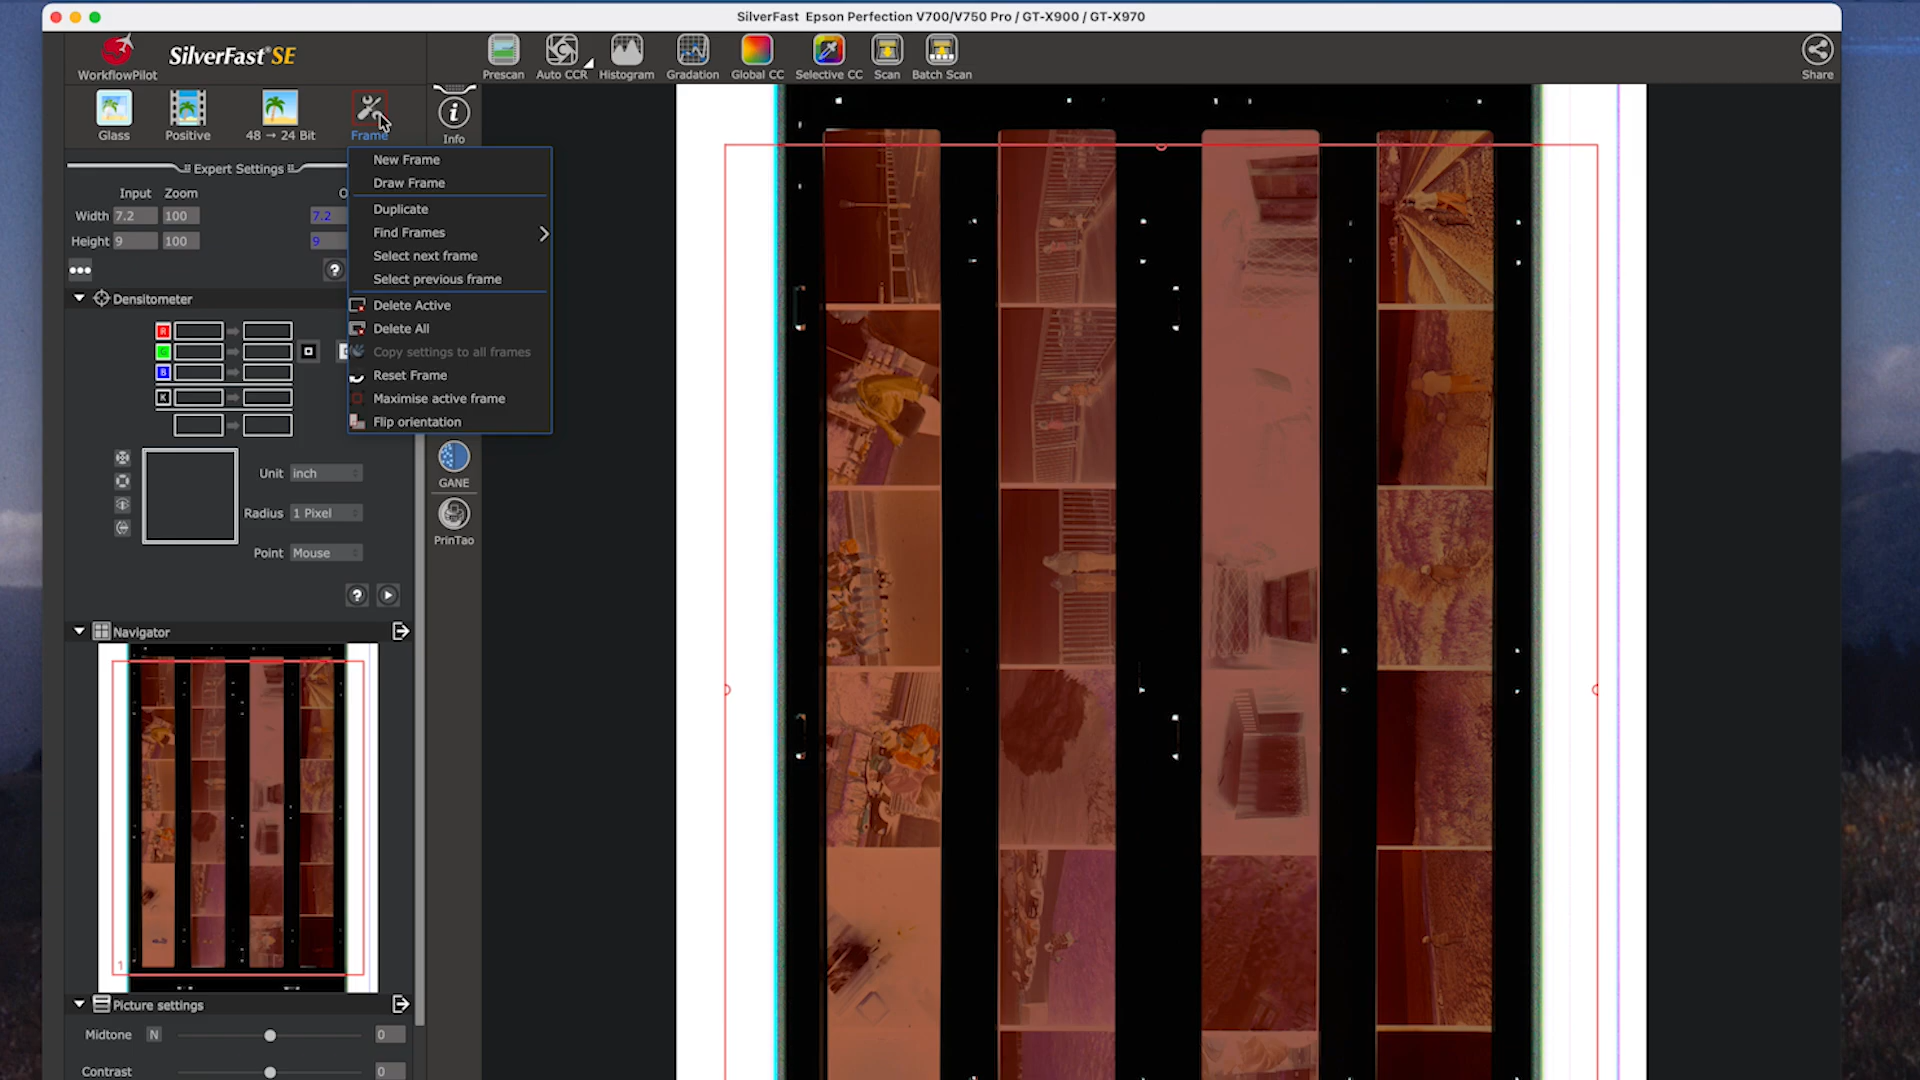 SilverFast Epson Perfection V700/V750 Pro / GT-X900 / GT-X970
WorkflowPilot
SilverFast® SE
Prescan
Auto CCR
Histogram
Gradation
Global CC
Selective CC
Scan
Batch Scan
Share
Glass
Positive
48 → 24 Bit
Frame
Info
New Frame
Draw Frame
Duplicate
Find Frames
Select next frame
Select previous frame
Delete Active
Delete All
Copy settings to all frames
Reset Frame
Maximise active frame
Flip orientation
Expert Settings
Input Zoom O
Width 7.2 100 7.2
Height 9 100 9
?
Densitometer
R
G
B
K
Unit inch
Radius 1 Pixel
Point Mouse
?
GANE
PrinTao
Navigator
1
Picture settings
Midtone N 0
Contrast 0